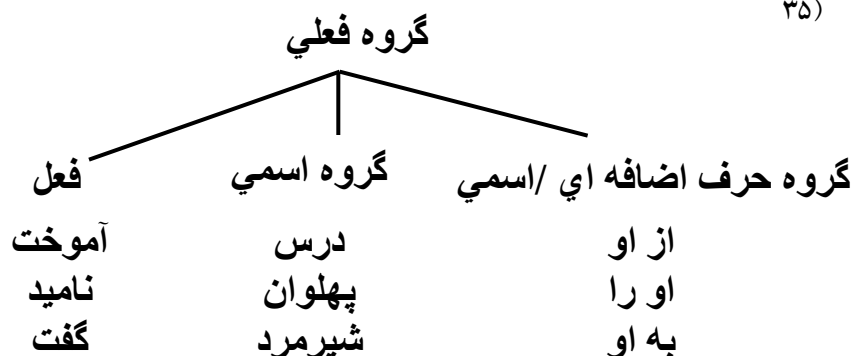 (۳۵
گروه فعلي
گروه حرف اضافه اي /اسمي گروه اسمي فعل
از او درس آموخت
او را پهلوان ناميد
به او شيرمرد گفت